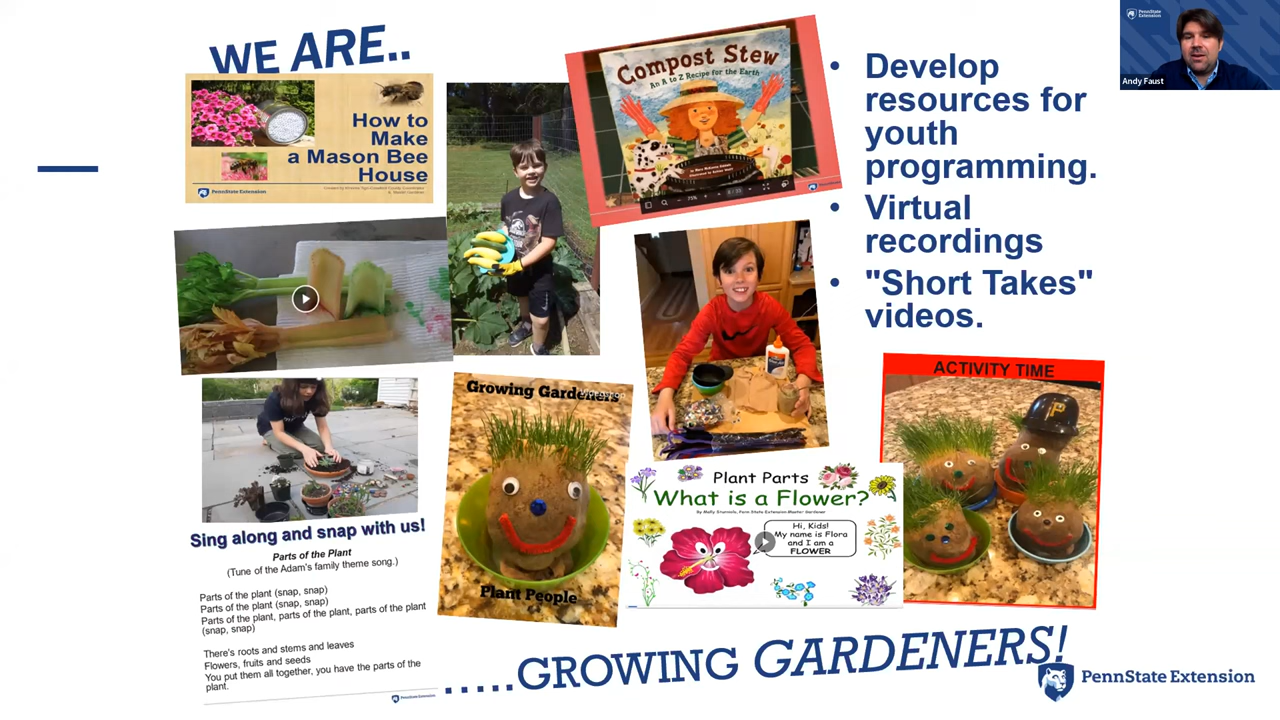 WE ARE..
How to
Make
a Mason Bee
House
PennState Extension
Compost Stew
An A to Z Recipe for the Earth
75%
Sing along and snap with us!
Parts of the Plant
(Tune of the Adam's family theme song.)
Parts of the plant (snap, snap)
Parts of the plant (snap, snap)
Parts of the plant, parts of the plant, parts of the plant
(snap, snap)
There's roots and stems and leaves
Flowers, fruits and seeds
You put them all together, you have the parts of the
plant.
PennState Extension
Growing Gardeners
Plant People
Plant Parts
What is a Flower?
Hi, Kids!
My name is Flora
and I am a
FLOWER
ACTIVITY TIME
P
• Develop
resources for
youth
programming.
• Virtual
recordings
• "Short Takes"
videos.
.....GROWING GARDENERS!
PennState Extension
PennState
Extension
Andy Faust